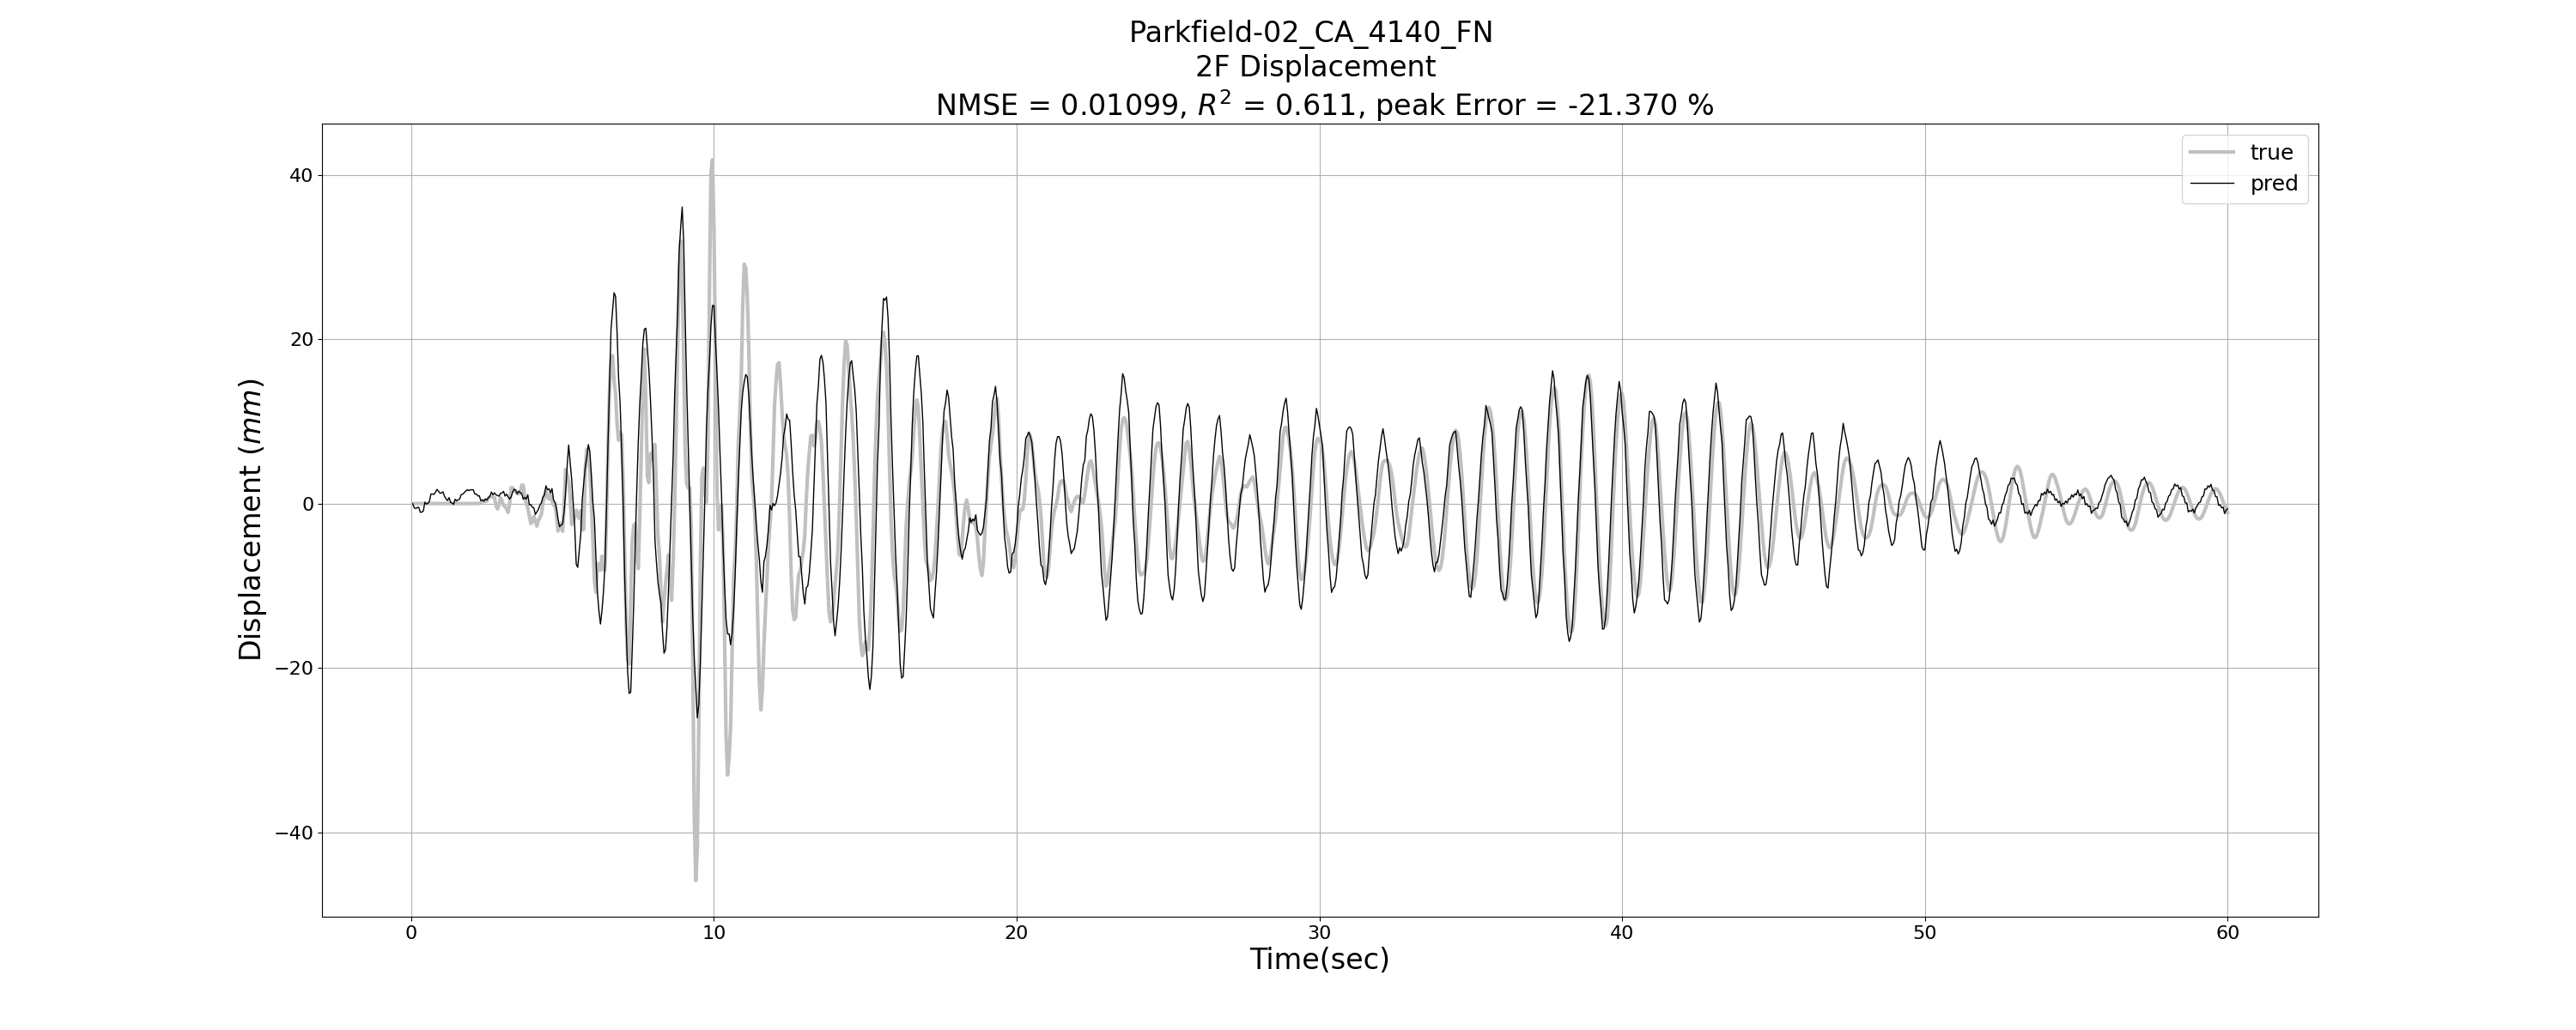 Parkfield-02_CA_4140_FN
2F Displacement
NMSE = 0.01099, R² = 0.611, peak Error = -21.370 %
true
pred
40
20
0
−20
−40
Displacement (mm)
0 10 20 30 40 50 60
Time(sec)